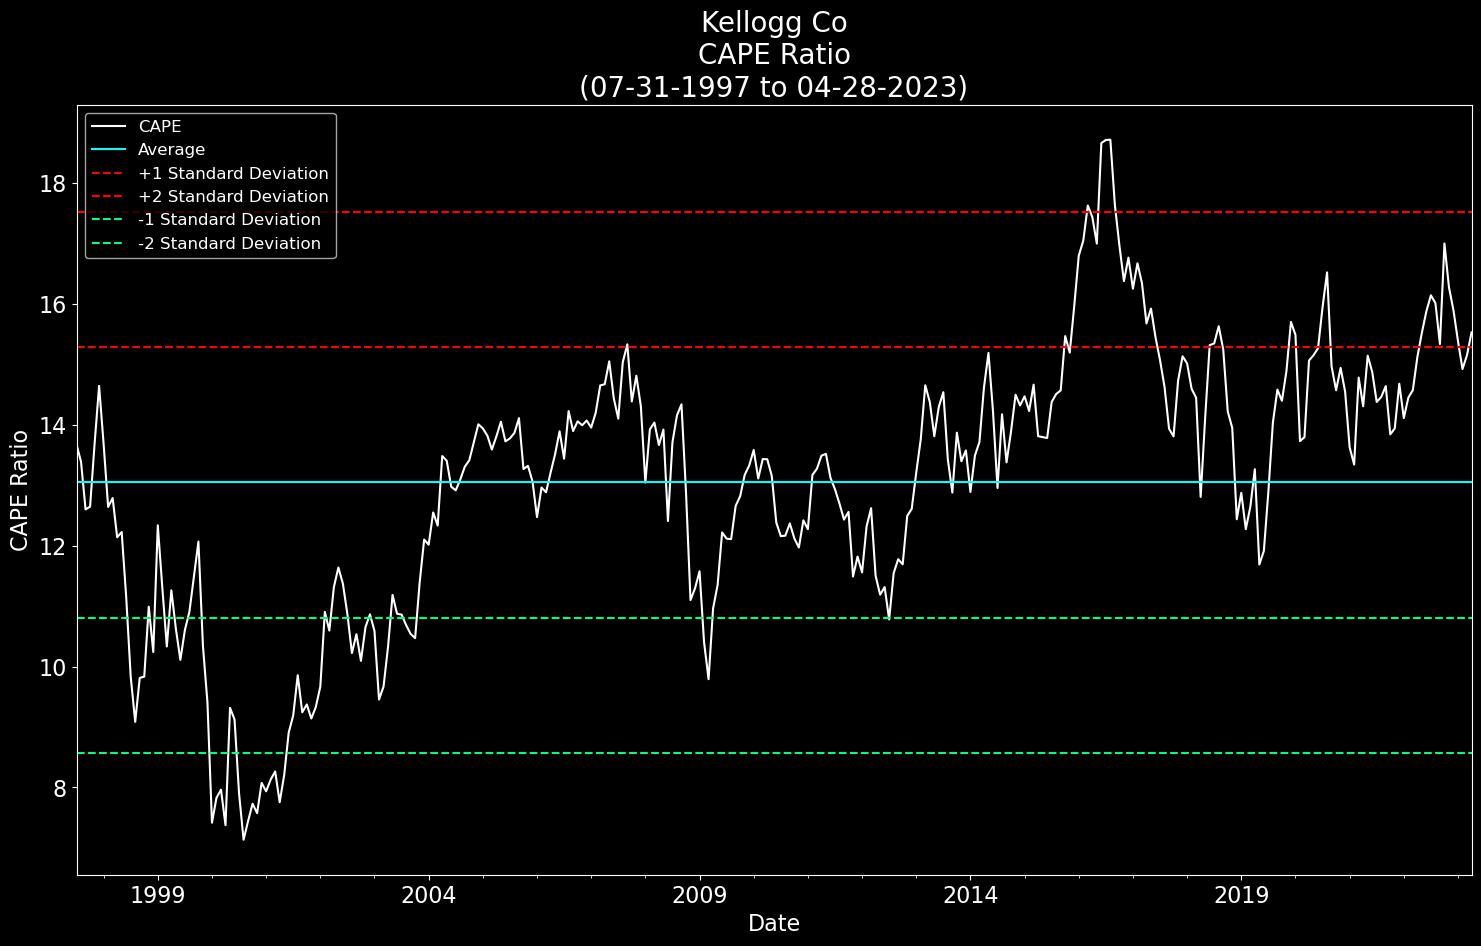 Kellogg Co
CAPE Ratio
(07-31-1997 to 04-28-2023)
CAPE
Average
+1 Standard Deviation
+2 Standard Deviation
-1 Standard Deviation
-2 Standard Deviation
18
16
14
12
10
8
CAPE Ratio
1999 2004 2009 2014 2019
Date